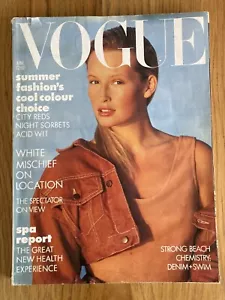 VOGUE
summer
fashion's
cool colour
choice
CITY REDS
NIGHT SORBETS
ACID WIT
WHITE
MISCHIEF
ON
LOCATION
THE SPECTATOR
ON VIEW
spa
report
THE GREAT
NEW HEALTH
EXPERIENCE
STRONG BEACH
CHEMISTRY:
DENIM+SWIM